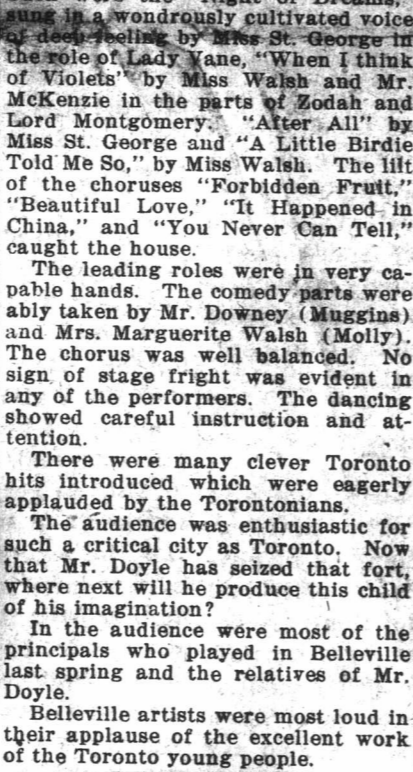 sung in a wondrously cultivated voice
of deep feeling by Miss St. George in
the role of Lady Vane, "When I think
of Violets" by Miss Walsh and Mr.
McKenzie in the parts of Zodah and
Lord Montgomery. "After All" by
Miss St. George and "A Little Birdie
Told Me So," by Miss Walsh. The lilt
of the choruses "Forbidden Fruit,"
"Beautiful Love," "It Happened in
China," and "You Never Can Tell,"
caught the house.
The leading roles were in very ca-
pable hands. The comedy parts were
ably taken by Mr. Downey (Muggins)
and Mrs. Marguerite Walsh (Molly).
The chorus was well balanced. No
sign of stage fright was evident in
any of the performers. The dancing
showed careful instruction and at-
tention.
There were many clever Toronto
hits introduced which were eagerly
applauded by the Torontonians.
The audience was enthusiastic for
such a critical city as Toronto. Now
that Mr. Doyle has seized that fort,
where next will he produce this child
of his imagination?
In the audience were most of the
principals who played in Belleville
last spring and the relatives of Mr.
Doyle.
Belleville artists were most loud in
their applause of the excellent work
of the Toronto young people.